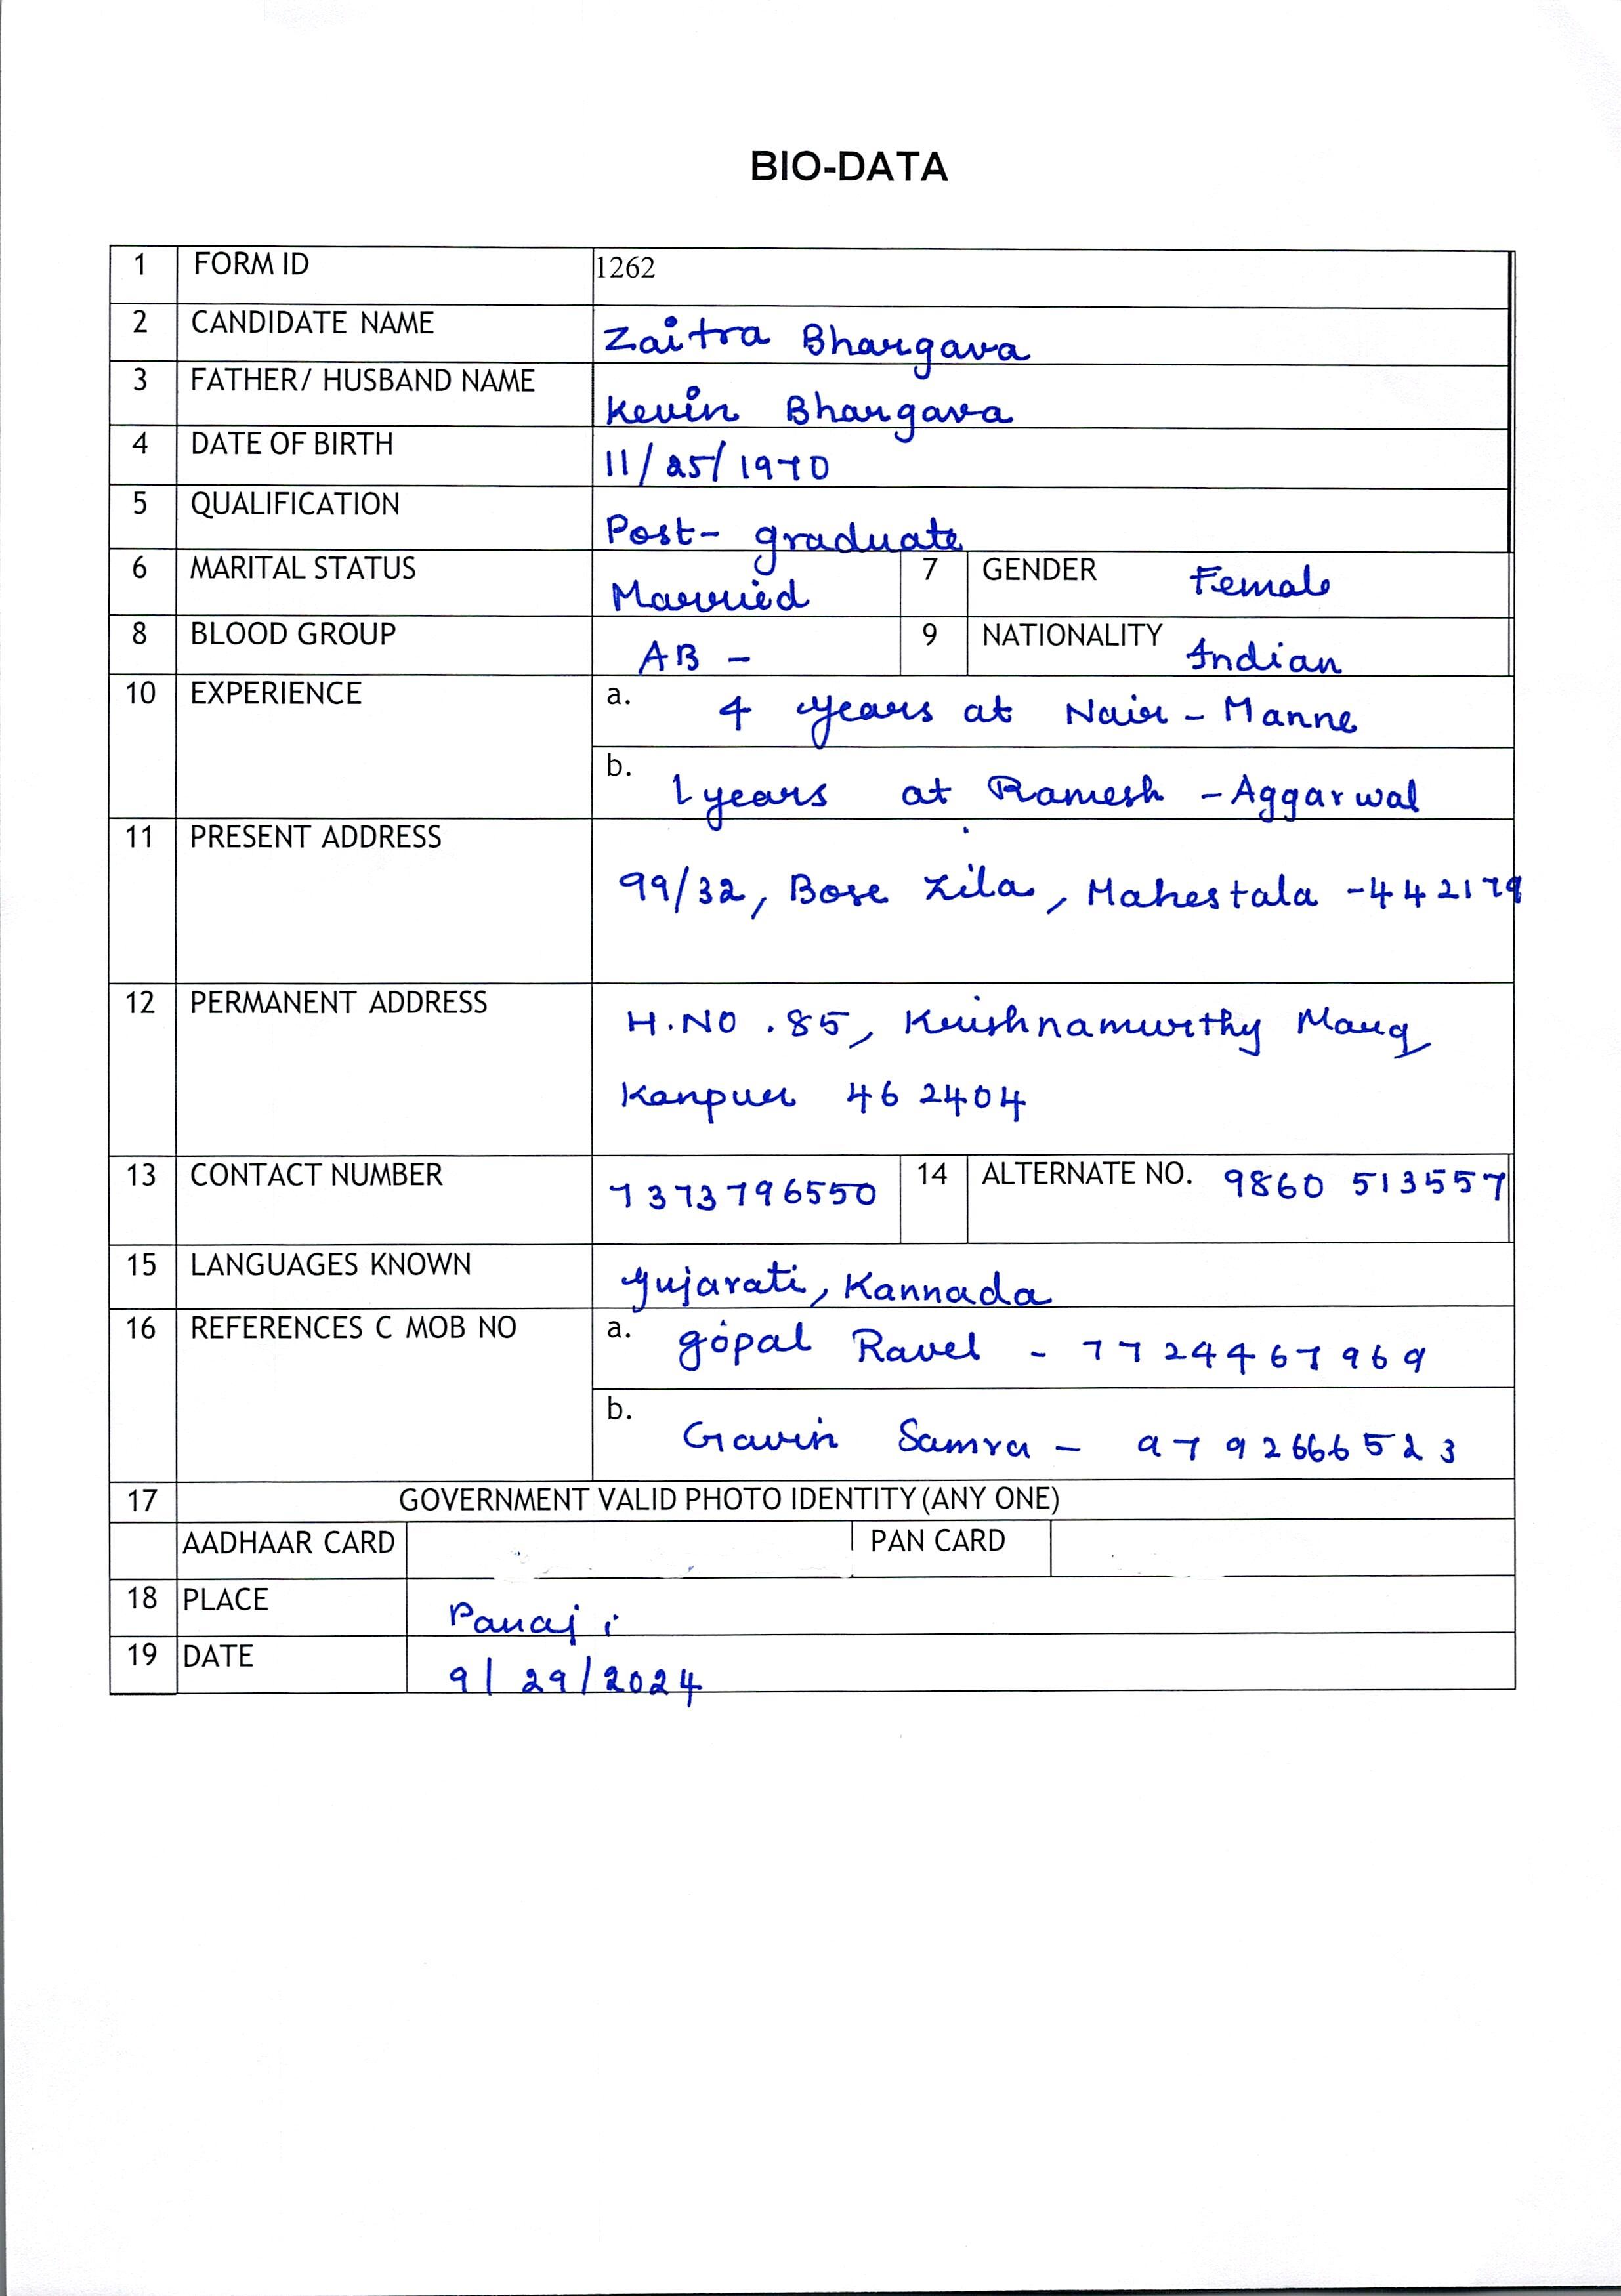 BIO-DATA
1 FORM ID 1262
2 CANDIDATE NAME Zaitra Bhargava
3 FATHER/ HUSBAND NAME Kevin Bhargava
4 DATE OF BIRTH 11/25/1970
5 QUALIFICATION Post- graduate
6 MARITAL STATUS Married 7 GENDER Female
8 BLOOD GROUP AB - 9 NATIONALITY Indian
10 EXPERIENCE a. 4 years at Nair - Manne
b. 1 years at Ramesh - Aggarwal
11 PRESENT ADDRESS 99/32, Bose Zila, Mahestala - 442179
12 PERMANENT ADDRESS H.NO .85, Krishnamurthy Marg
Kanpur 462404
13 CONTACT NUMBER 7373796550 14 ALTERNATE NO. 9860 513557
15 LANGUAGES KNOWN Gujarati, Kannada
16 REFERENCES C MOB NO a. Gopal Ravel - 7724467969
b. Gavin Samra - 9792666523
17 GOVERNMENT VALID PHOTO IDENTITY (ANY ONE)
AADHAAR CARD PAN CARD
18 PLACE Panaji
19 DATE 9/29/2024